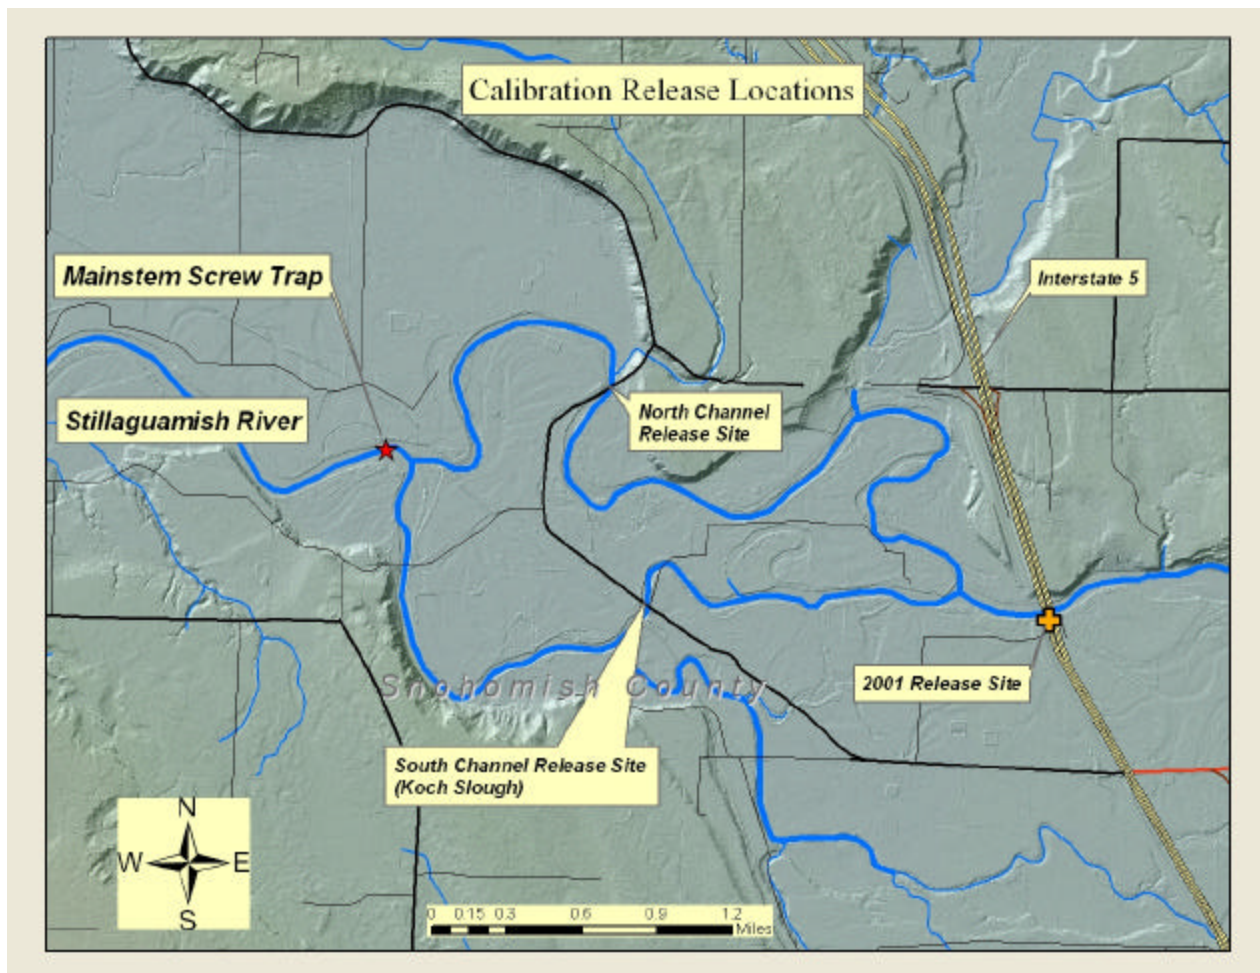 Calibration Release Locations
Mainstem Screw Trap
Interstate 5
Stillaguamish River
North Channel
Release Site
2001 Release Site
Snohomish County
South Channel Release Site
(Koch Slough)
N
W E
S
0 0.15 0.3 0.6 0.9 1.2
Miles